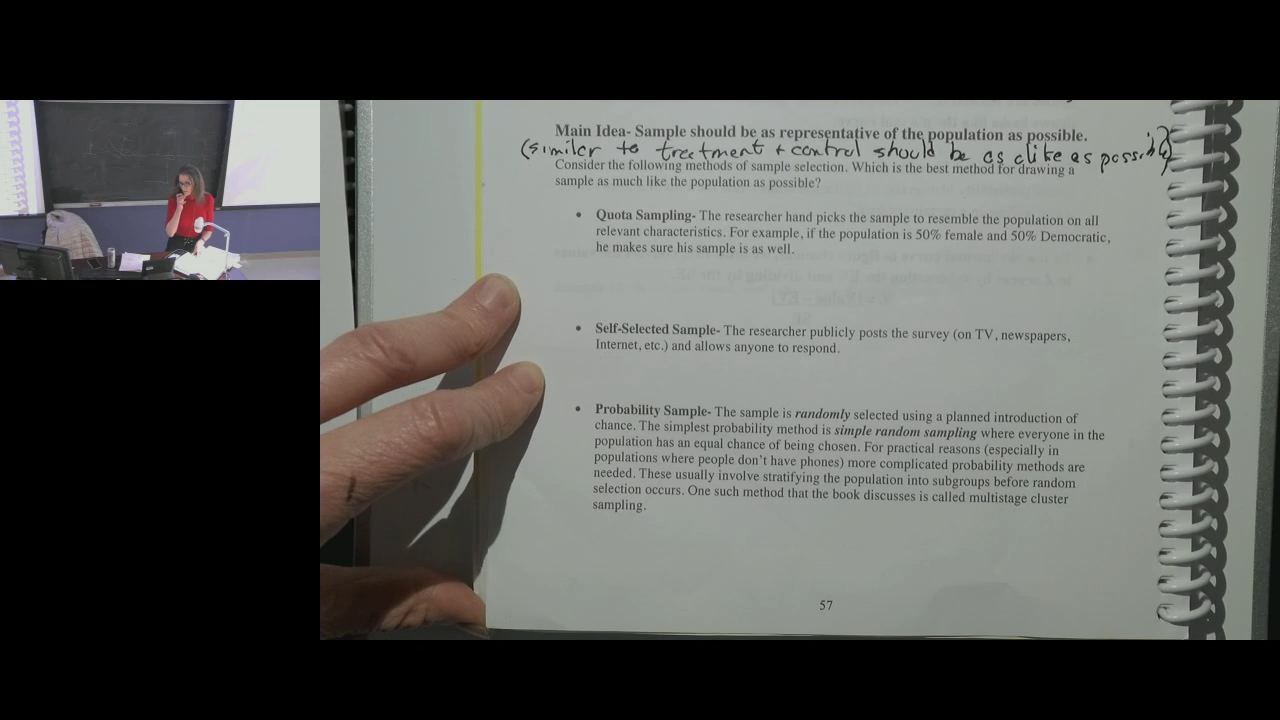 Main Idea- Sample should be as representative of the population as possible.
(similar to treatment + control should be as alike as possible)
Consider the following methods of sample selection. Which is the best method for drawing a
sample as much like the population as possible?
• Quota Sampling- The researcher hand picks the sample to resemble the population on all
relevant characteristics. For example, if the population is 50% female and 50% Democratic,
he makes sure his sample is as well.
• Self-Selected Sample- The researcher publicly posts the survey (on TV, newspapers,
Internet, etc.) and allows anyone to respond.
• Probability Sample- The sample is randomly selected using a planned introduction of
chance. The simplest probability method is simple random sampling where everyone in the
population has an equal chance of being chosen. For practical reasons (especially in
populations where people don't have phones) more complicated probability methods are
needed. These usually involve stratifying the population into subgroups before random
selection occurs. One such method that the book discusses is called multistage cluster
sampling.
57